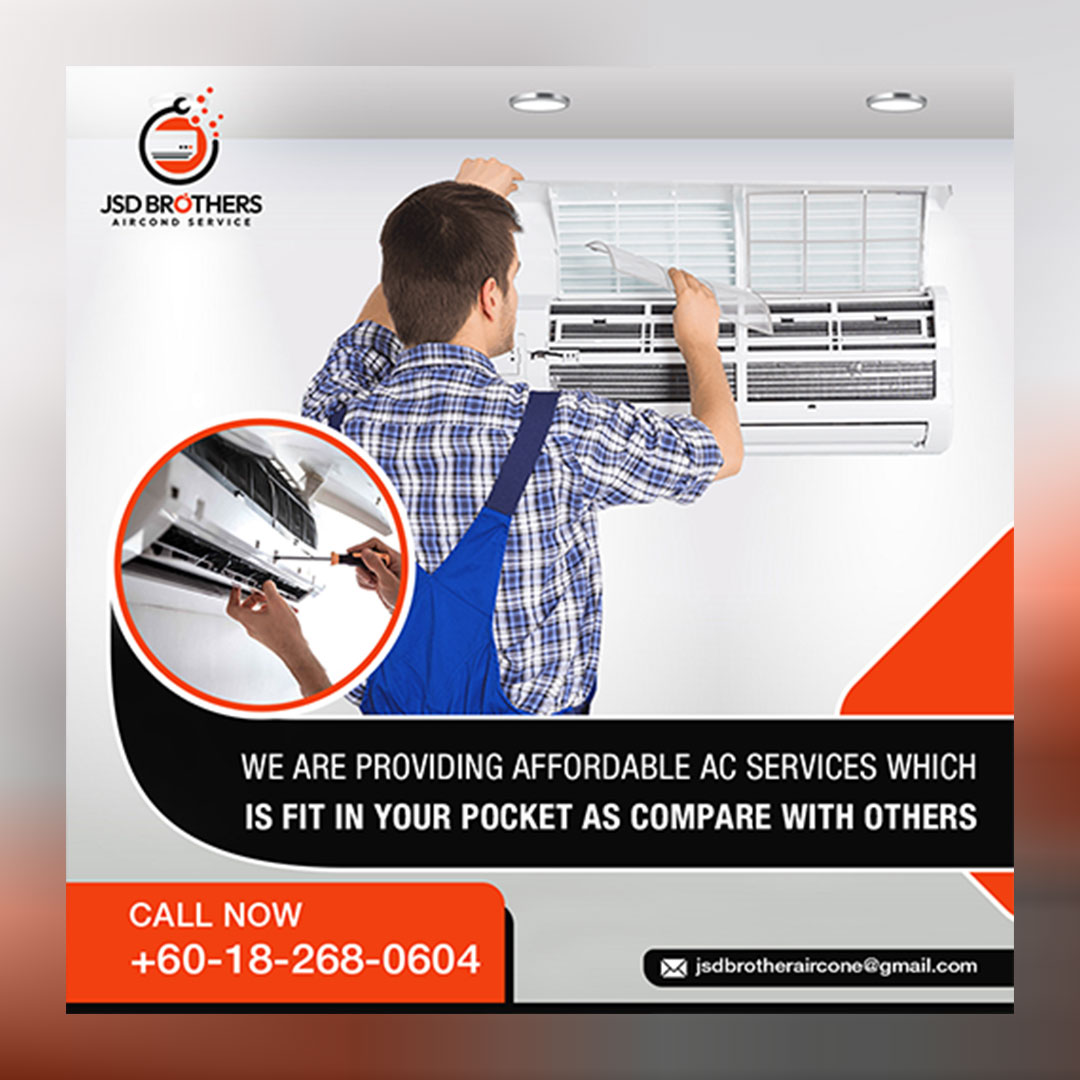 JSD BROTHERS
AIRCOND SERVICE
WE ARE PROVIDING AFFORDABLE AC SERVICES WHICH
IS FIT IN YOUR POCKET AS COMPARE WITH OTHERS
CALL NOW
+60-18-268-0604
jsdbrotheraircone@gmail.com